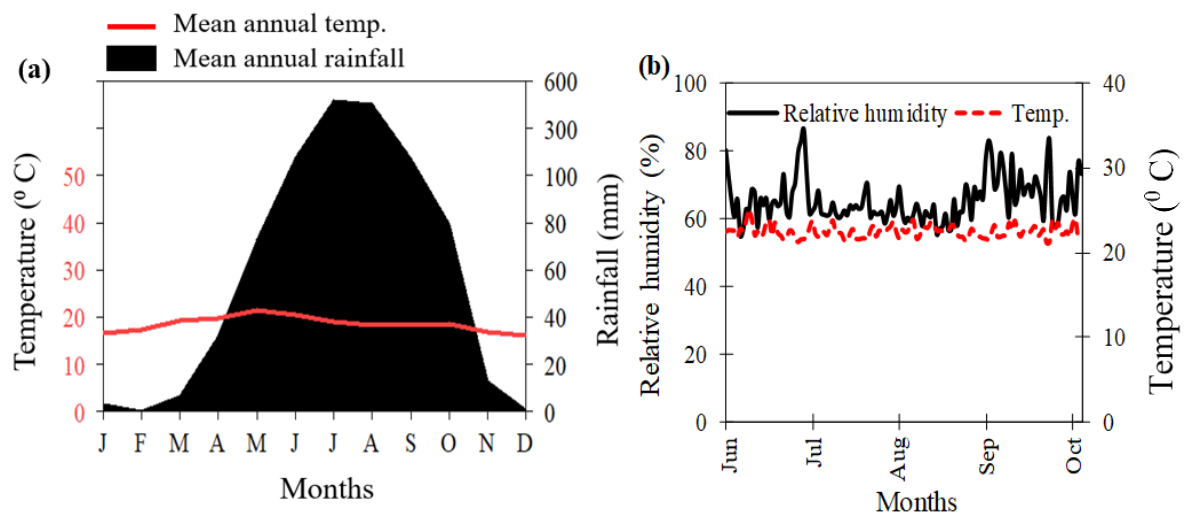 Mean annual temp.
Mean annual rainfall
(a)
Temperature (⁰ C)
50
40
30
20
10
0
600
300
100
80
60
40
20
0
Rainfall (mm)
J F M A M J J A S O N D
Months
(b)
Relative humidity Temp.
Relative humidity (%)
100
80
60
40
20
0
40
30
20
10
0
Temperature (⁰ C)
Jun Jul Aug Sep Oct
Months